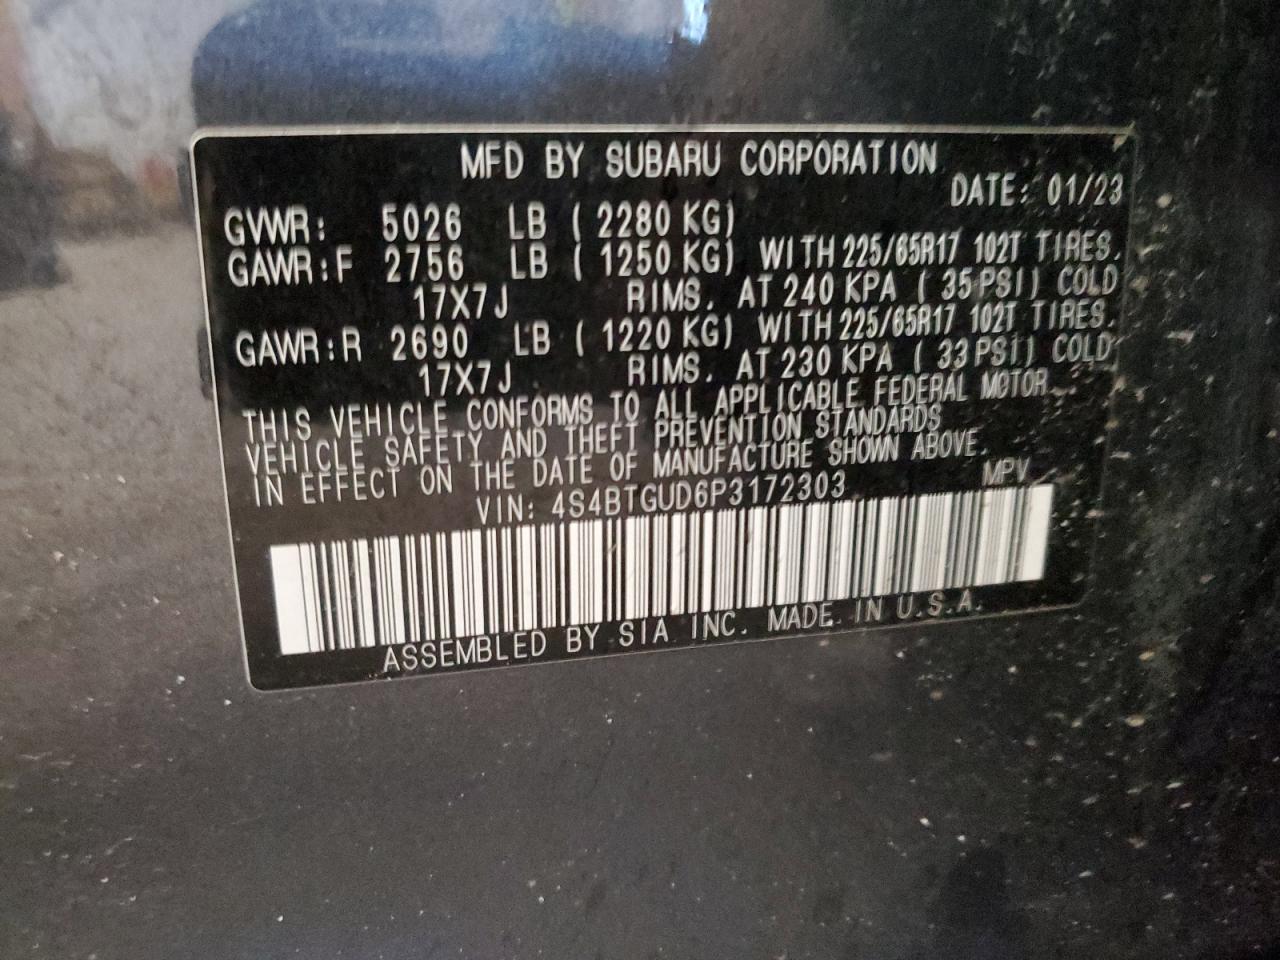 MFD BY SUBARU CORPORATION
DATE: 01/23
GVWR: 5026 LB ( 2280 KG)
GAWR:F 2756 LB ( 1250 KG) WITH 225/65R17 102T TIRES.
17X7J RIMS. AT 240 KPA ( 35 PSI) COLD
GAWR:R 2690 LB ( 1220 KG) WITH 225/65R17 102T TIRES.
17X7J RIMS. AT 230 KPA ( 33 PSI) COLD
THIS VEHICLE CONFORMS TO ALL APPLICABLE FEDERAL MOTOR
VEHICLE SAFETY AND THEFT PREVENTION STANDARDS
IN EFFECT ON THE DATE OF MANUFACTURE SHOWN ABOVE.
VIN: 4S4BTGUD6P3172303 MPV
ASSEMBLED BY SIA INC. MADE IN U.S.A.